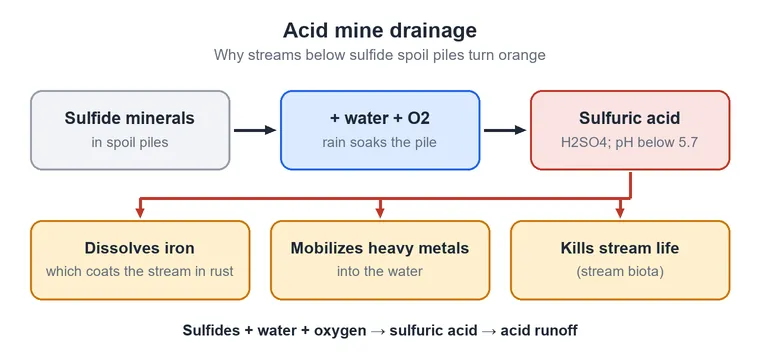 Acid mine drainage
Why streams below sulfide spoil piles turn orange
Sulfide minerals
in spoil piles
+ water + O2
rain soaks the pile
Sulfuric acid
H2SO4; pH below 5.7
Dissolves iron
which coats the stream in rust
Mobilizes heavy metals
into the water
Kills stream life
(stream biota)
Sulfides + water + oxygen → sulfuric acid → acid runoff